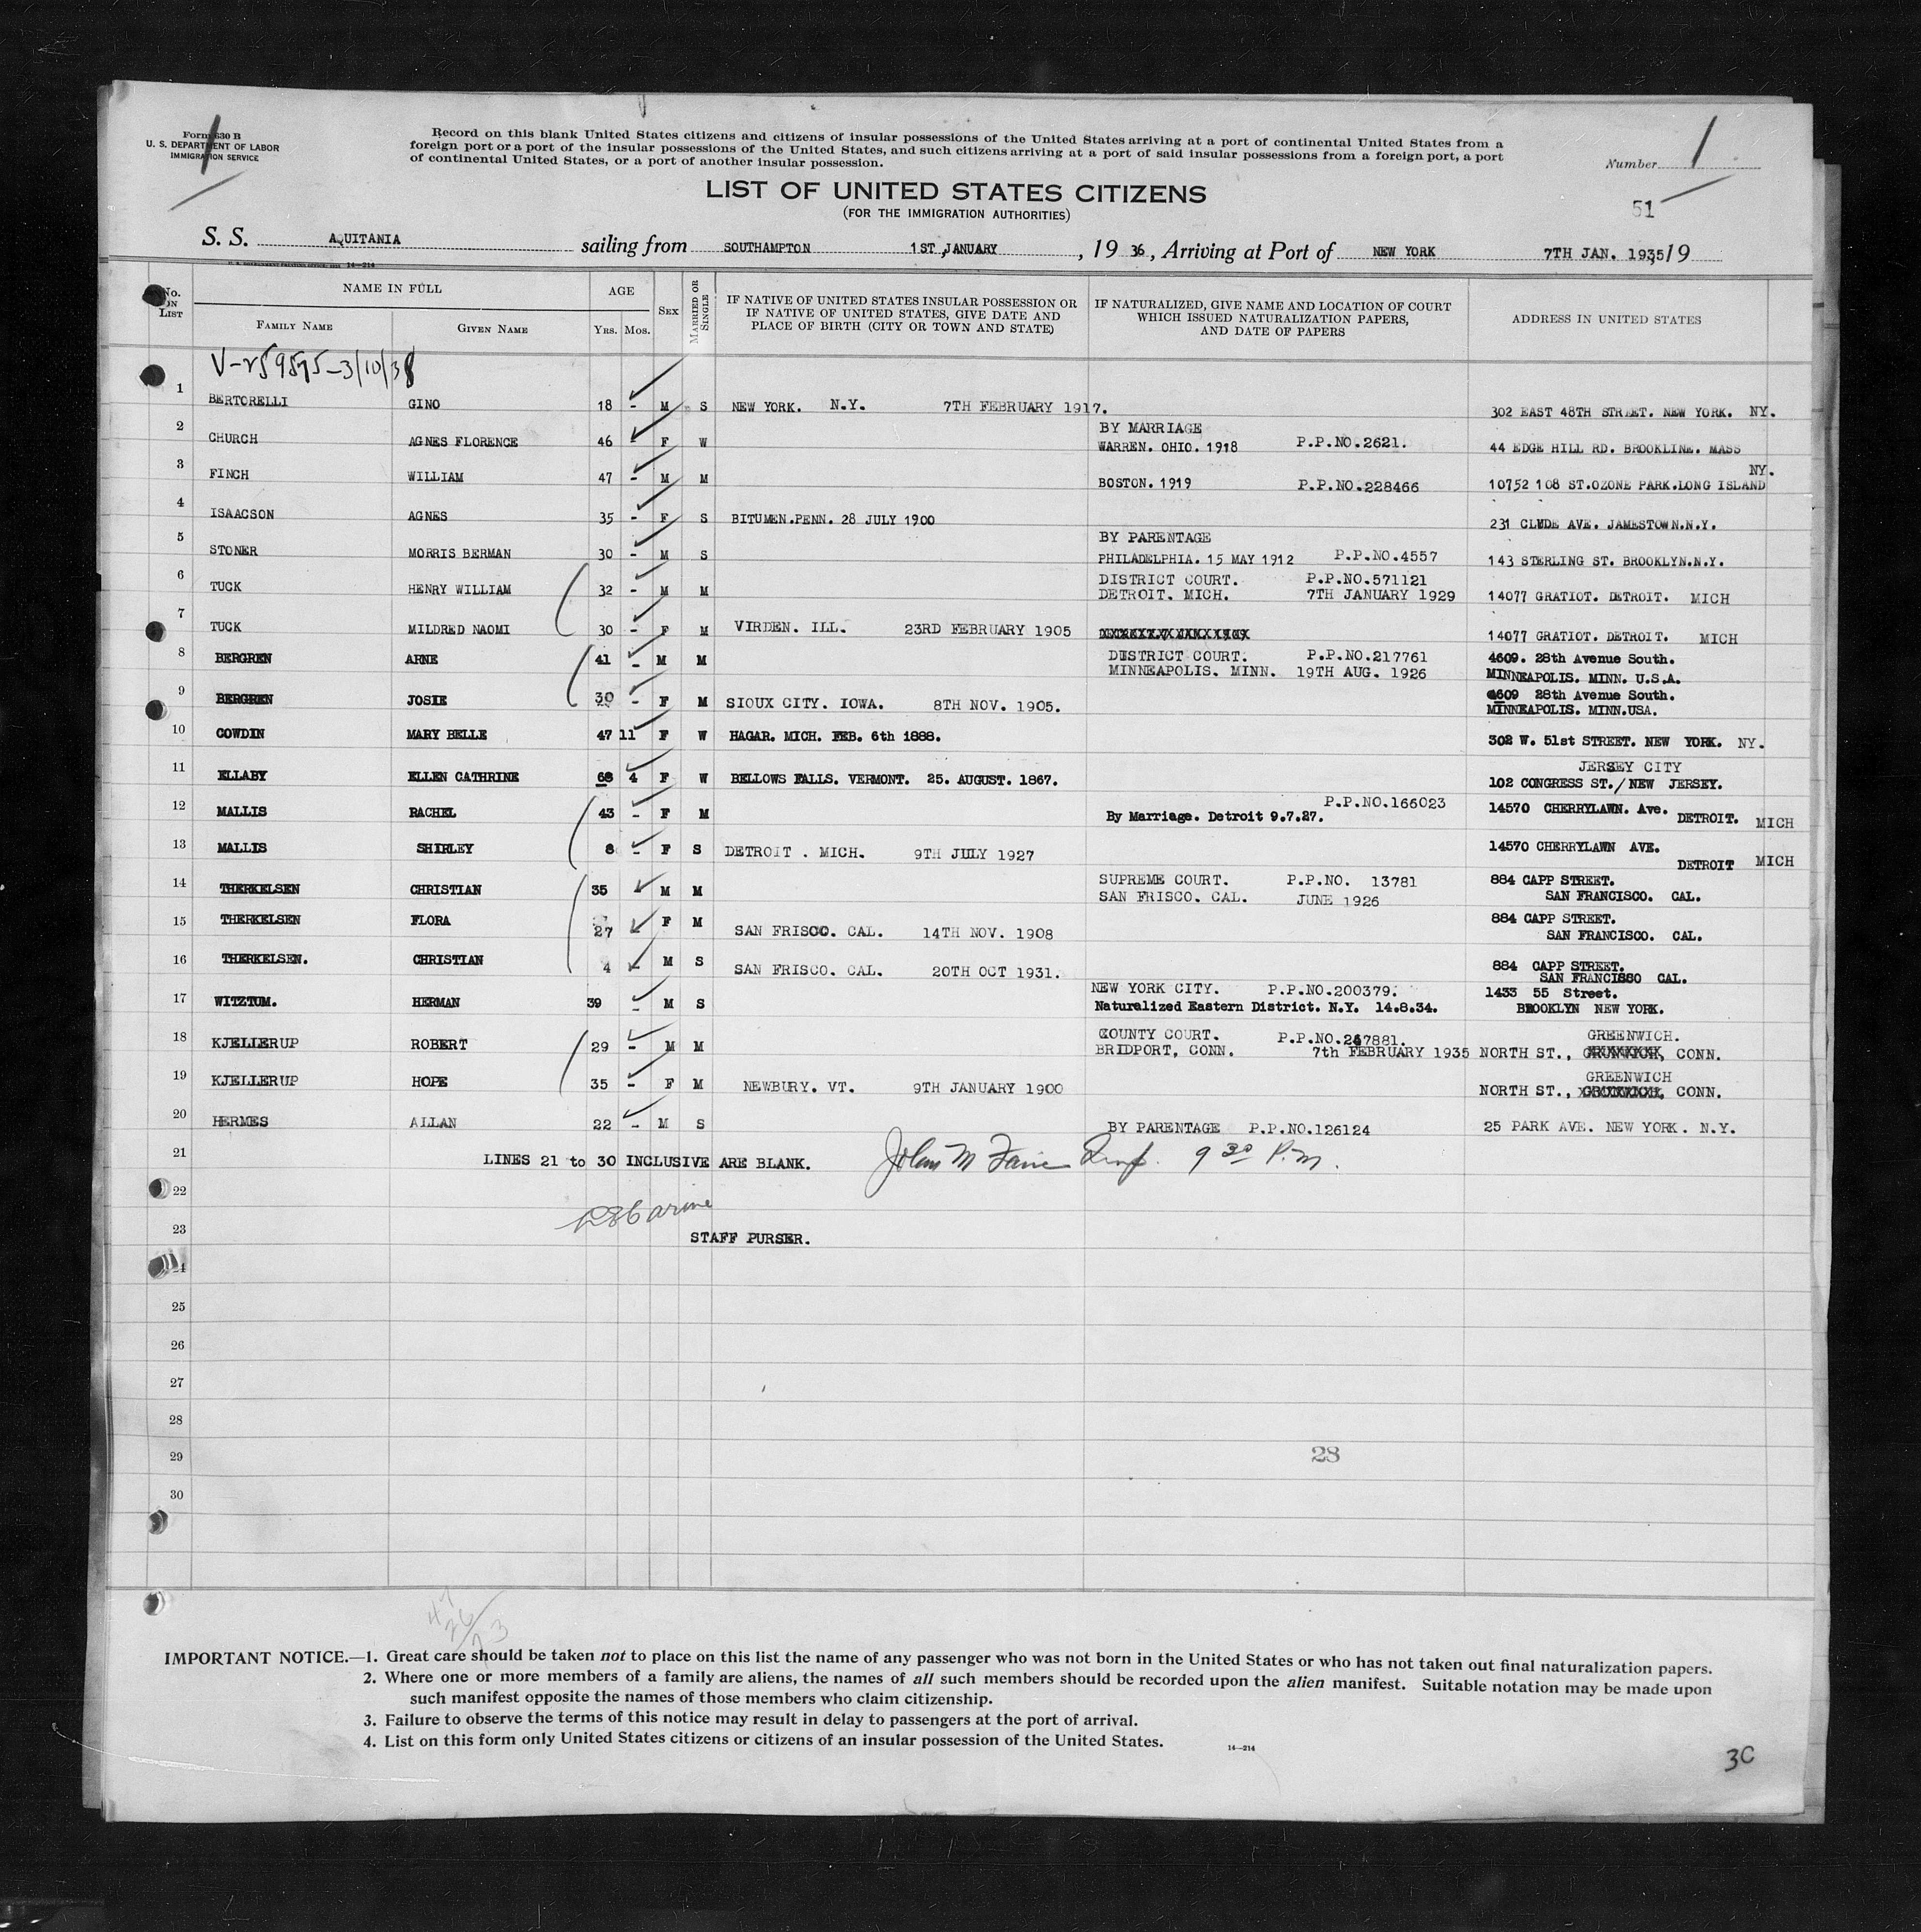 Form 630 B
U. S. DEPARTMENT OF LABOR
IMMIGRATION SERVICE
Record on this blank United States citizens and citizens of insular possessions of the United States arriving at a port of continental United States from a
foreign port or a port of the insular possessions of the United States, and such citizens arriving at a port of said insular possessions from a foreign port, a port
of continental United States, or a port of another insular possession.
Number 1
LIST OF UNITED STATES CITIZENS
(FOR THE IMMIGRATION AUTHORITIES)
51
S. S. AQUITANIA sailing from SOUTHAMPTON 1ST JANUARY, 19 36, Arriving at Port of NEW YORK 7TH JAN. 1935, 19
No. on List
NAME IN FULL
FAMILY NAME
GIVEN NAME
AGE
YRS. MOS.
SEX
MARRIED OR SINGLE
IF NATIVE OF UNITED STATES INSULAR POSSESSION OR
IF NATIVE OF UNITED STATES, GIVE DATE AND
PLACE OF BIRTH (CITY OR TOWN AND STATE)
IF NATURALIZED, GIVE NAME AND LOCATION OF COURT
WHICH ISSUED NATURALIZATION PAPERS,
AND DATE OF PAPERS
ADDRESS IN UNITED STATES
V-259595-3/10/38
1 BERTORELLI GINO 18 - M S NEW YORK. N.Y. 7TH FEBRUARY 1917. 302 EAST 48TH STREET. NEW YORK. NY.
BY MARRIAGE
2 CHURCH AGNES FLORENCE 46 - F W WARREN. OHIO. 1918 P.P.NO.2621. 44 EDGE HILL RD. BROOKLINE. MASS
NY.
3 FINCH WILLIAM 47 - M M BOSTON. 1919 P.P.NO.228466 10752 108 ST.OZONE PARK.LONG ISLAND
4 ISAACSON AGNES 35 - F S BITUMEN.PENN. 28 JULY 1900 231 CLYDE AVE. JAMESTOWN.N.Y.
BY PARENTAGE
5 STONER MORRIS BERMAN 30 - M S PHILADELPHIA. 15 MAY 1912 P.P.NO.4557 143 STERLING ST. BROOKLYN.N.Y.
DISTRICT COURT. P.P.NO.571121
6 TUCK HENRY WILLIAM 32 - M M DETROIT. MICH. 7TH JANUARY 1929 14077 GRATIOT. DETROIT. MICH
7 TUCK MILDRED NAOMI 30 - F M VIRDEN. ILL. 23RD FEBRUARY 1905 14077 GRATIOT. DETROIT. MICH
8 BERGREN ARNE 41 - M M DISTRICT COURT. P.P.NO.217761 4609. 28th Avenue South.
MINNEAPOLIS. MINN. 19TH AUG. 1926 MINNEAPOLIS. MINN. U.S.A.
4609 28th Avenue South.
9 BERGREN JOSIE 30 - F M SIOUX CITY. IOWA. 8TH NOV. 1905. MINNEAPOLIS. MINN.USA.
10 COWDIN MARY BELLE 47 11 F W HAGAR. MICH. FEB. 6th 1888. 302 W. 51st STREET. NEW YORK. NY.
JERSEY CITY
11 ELLABY ELLEN CATHRINE 68 4 F W BELLOWS FALLS. VERMONT. 25. AUGUST. 1867. 102 CONGRESS ST./NEW JERSEY.
P.P.NO.166023 14570 CHERRYLAWN. Ave.
12 MALLIS RACHEL 43 - F M By Marriage. Detroit 9.7.27. DETROIT. MICH
14570 CHERRYLAWN AVE.
13 MALLIS SHIRLEY 8 - F S DETROIT . MICH. 9TH JULY 1927 DETROIT MICH
SUPREME COURT. P.P.NO. 13781 884 CAPP STREET.
14 THERKELSEN CHRISTIAN 35 M M SAN FRISCO. CAL. JUNE 1926 SAN FRANCISCO. CAL.
884 CAPP STREET.
15 THERKELSEN FLORA 27 F M SAN FRISCO. CAL. 14TH NOV. 1908 SAN FRANCISCO. CAL.
884 CAPP STREET.
16 THERKELSEN. CHRISTIAN 4 - M S SAN FRISCO. CAL. 20TH OCT 1931. SAN FRANCISSO CAL.
NEW YORK CITY. P.P.NO.200379. 1433 55 Street.
17 WITZTUM. HERMAN 39 - M S Naturalized Eastern District. N.Y. 14.8.34. BROOKLYN NEW YORK.
COUNTY COURT. P.P.NO.267881. GREENWICH.
18 KJELLERUP ROBERT 29 - M M BRIDPORT, CONN. 7th FEBRUARY 1935 NORTH ST., CONN.
GREENWICH
19 KJELLERUP HOPE 35 - F M NEWBURY. VT. 9TH JANUARY 1900 NORTH ST., CONN.
20 HERMES ALLAN 22 - M S BY PARENTAGE P.P.NO.126124 25 PARK AVE. NEW YORK. N.Y.
21 LINES 21 to 30 INCLUSIVE ARE BLANK. John M 9 30 P.M.
22
23 STAFF PURSER.
24
25
26
27
28
29 28
30
IMPORTANT NOTICE.—1. Great care should be taken not to place on this list the name of any passenger who was not born in the United States or who has not taken out final naturalization papers.
2. Where one or more members of a family are aliens, the names of all such members should be recorded upon the alien manifest. Suitable notation may be made upon
such manifest opposite the names of those members who claim citizenship.
3. Failure to observe the terms of this notice may result in delay to passengers at the port of arrival.
4. List on this form only United States citizens or citizens of an insular possession of the United States.
14—214
3C